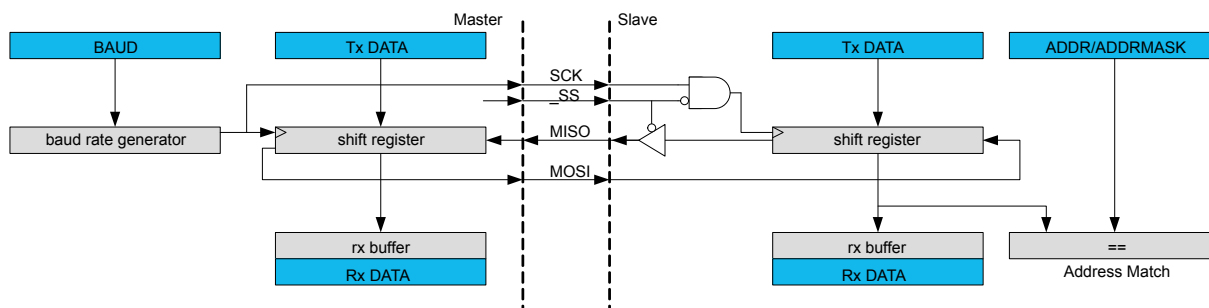 Master
Slave
BAUD
Tx DATA
Tx DATA
ADDR/ADDRMASK
SCK
_SS
baud rate generator
shift register
MISO
shift register
MOSI
rx buffer
rx buffer
==
Rx DATA
Rx DATA
Address Match